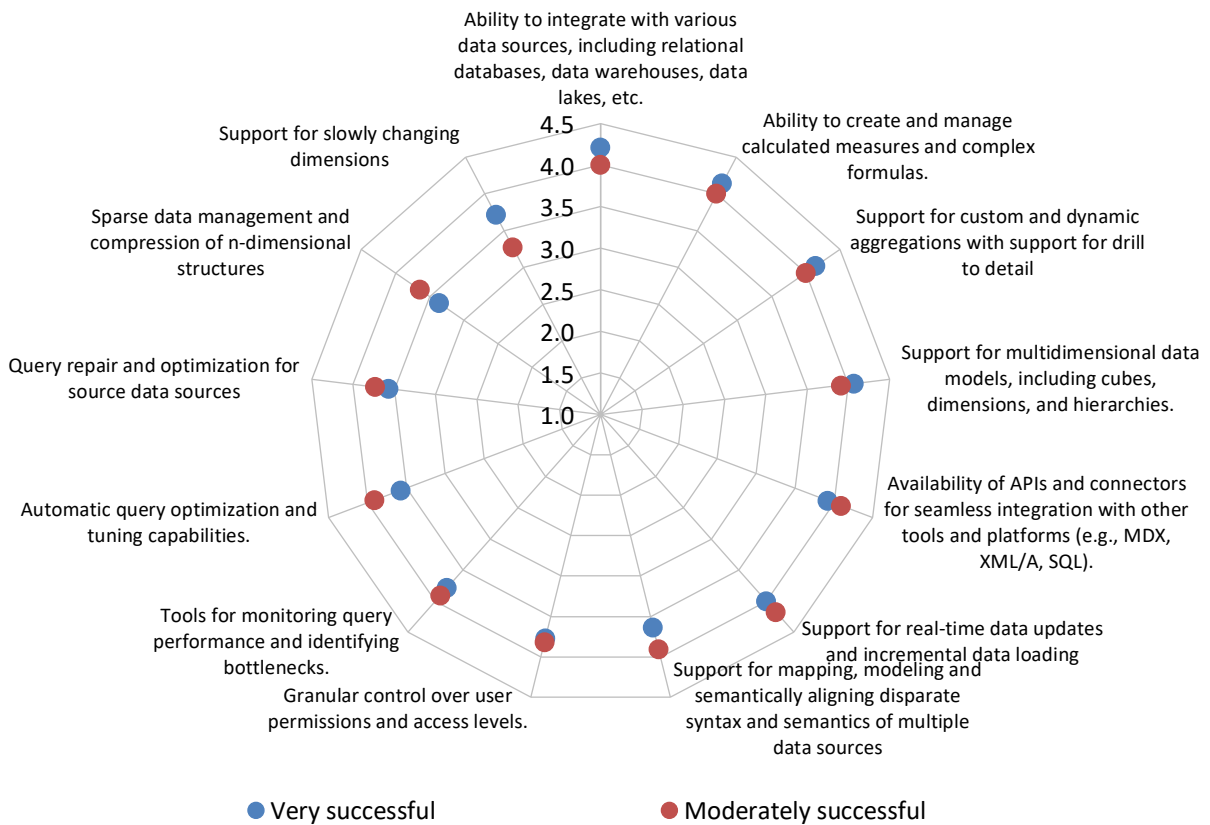 Ability to integrate with various
data sources, including relational
databases, data warehouses, data
lakes, etc.
Ability to create and manage
calculated measures and complex
formulas.
Support for custom and dynamic
aggregations with support for drill
to detail
Support for multidimensional data
models, including cubes,
dimensions, and hierarchies.
Availability of APIs and connectors
for seamless integration with other
tools and platforms (e.g., MDX,
XML/A, SQL).
Support for real-time data updates
and incremental data loading
Support for mapping, modeling and
semantically aligning disparate
syntax and semantics of multiple
data sources
Granular control over user
permissions and access levels.
Tools for monitoring query
performance and identifying
bottlenecks.
Automatic query optimization and
tuning capabilities.
Query repair and optimization for
source data sources
Sparse data management and
compression of n-dimensional
structures
Support for slowly changing
dimensions
4.5
4.0
3.5
3.0
2.5
2.0
1.5
1.0
Very successful
Moderately successful